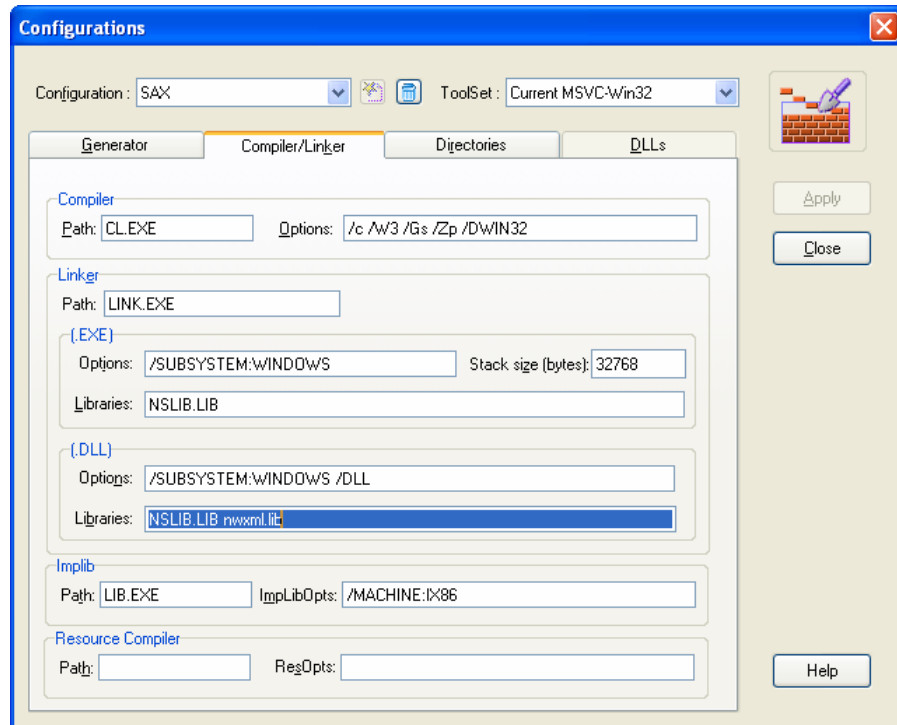 Configurations
Configuration : SAX ToolSet : Current MSVC-Win32
Generator Compiler/Linker Directories DLLs
Apply
Close
Compiler
Path: CL.EXE Options: /c /W3 /Gs /Zp /DWIN32
Linker
Path: LINK.EXE
(.EXE)
Options: /SUBSYSTEM:WINDOWS Stack size (bytes): 32768
Libraries: NSLIB.LIB
(.DLL)
Options: /SUBSYSTEM:WINDOWS /DLL
Libraries: NSLIB.LIB nwxml.lib
Implib
Path: LIB.EXE ImpLibOpts: /MACHINE:IX86
Resource Compiler
Path: ResOpts:
Help